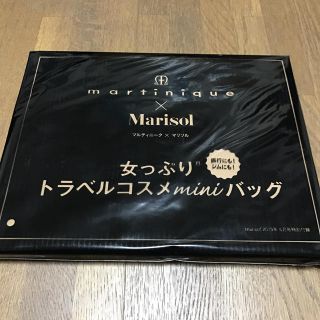 martinique
×
Marisol
マルティニーク × マリソル
旅行にも!
ジムにも!
女っぷり
トラベルコスメminiバッグ